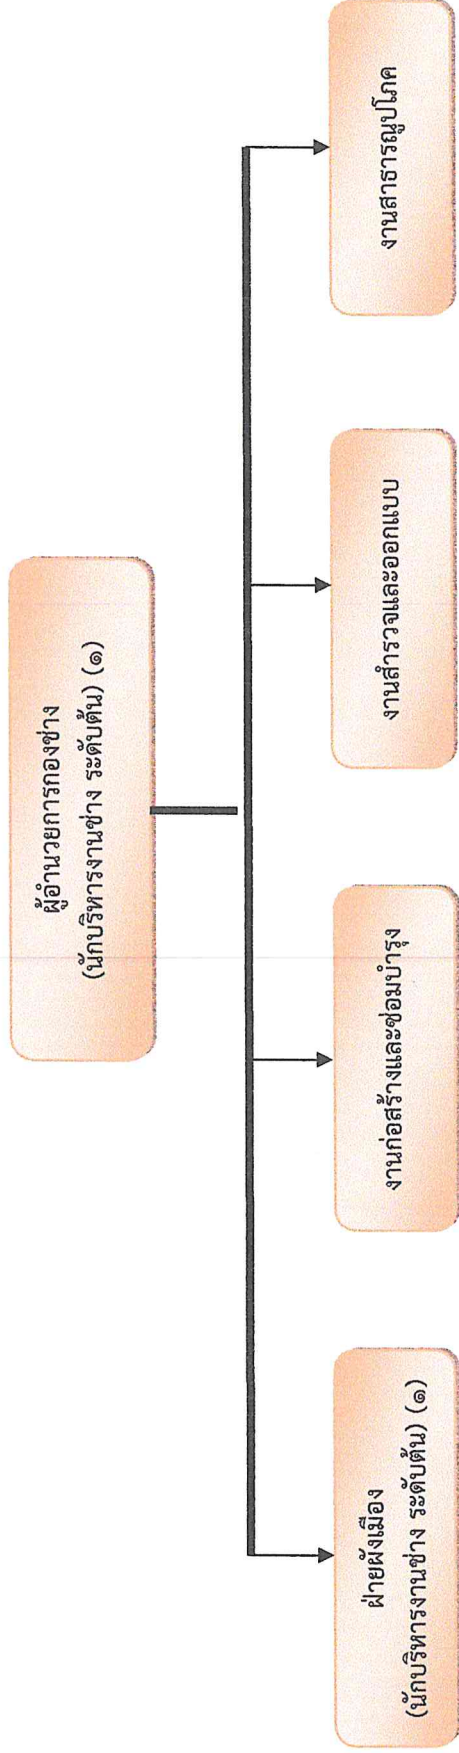 ผู้อำนวยการกองช่าง
(นักบริหารงานช่าง ระดับต้น) (๑)
ฝ่ายผังเมือง
(นักบริหารงานช่าง ระดับต้น) (๑)
งานก่อสร้างและซ่อมบำรุง
งานสำรวจและออกแบบ
งานสาธารณูปโภค